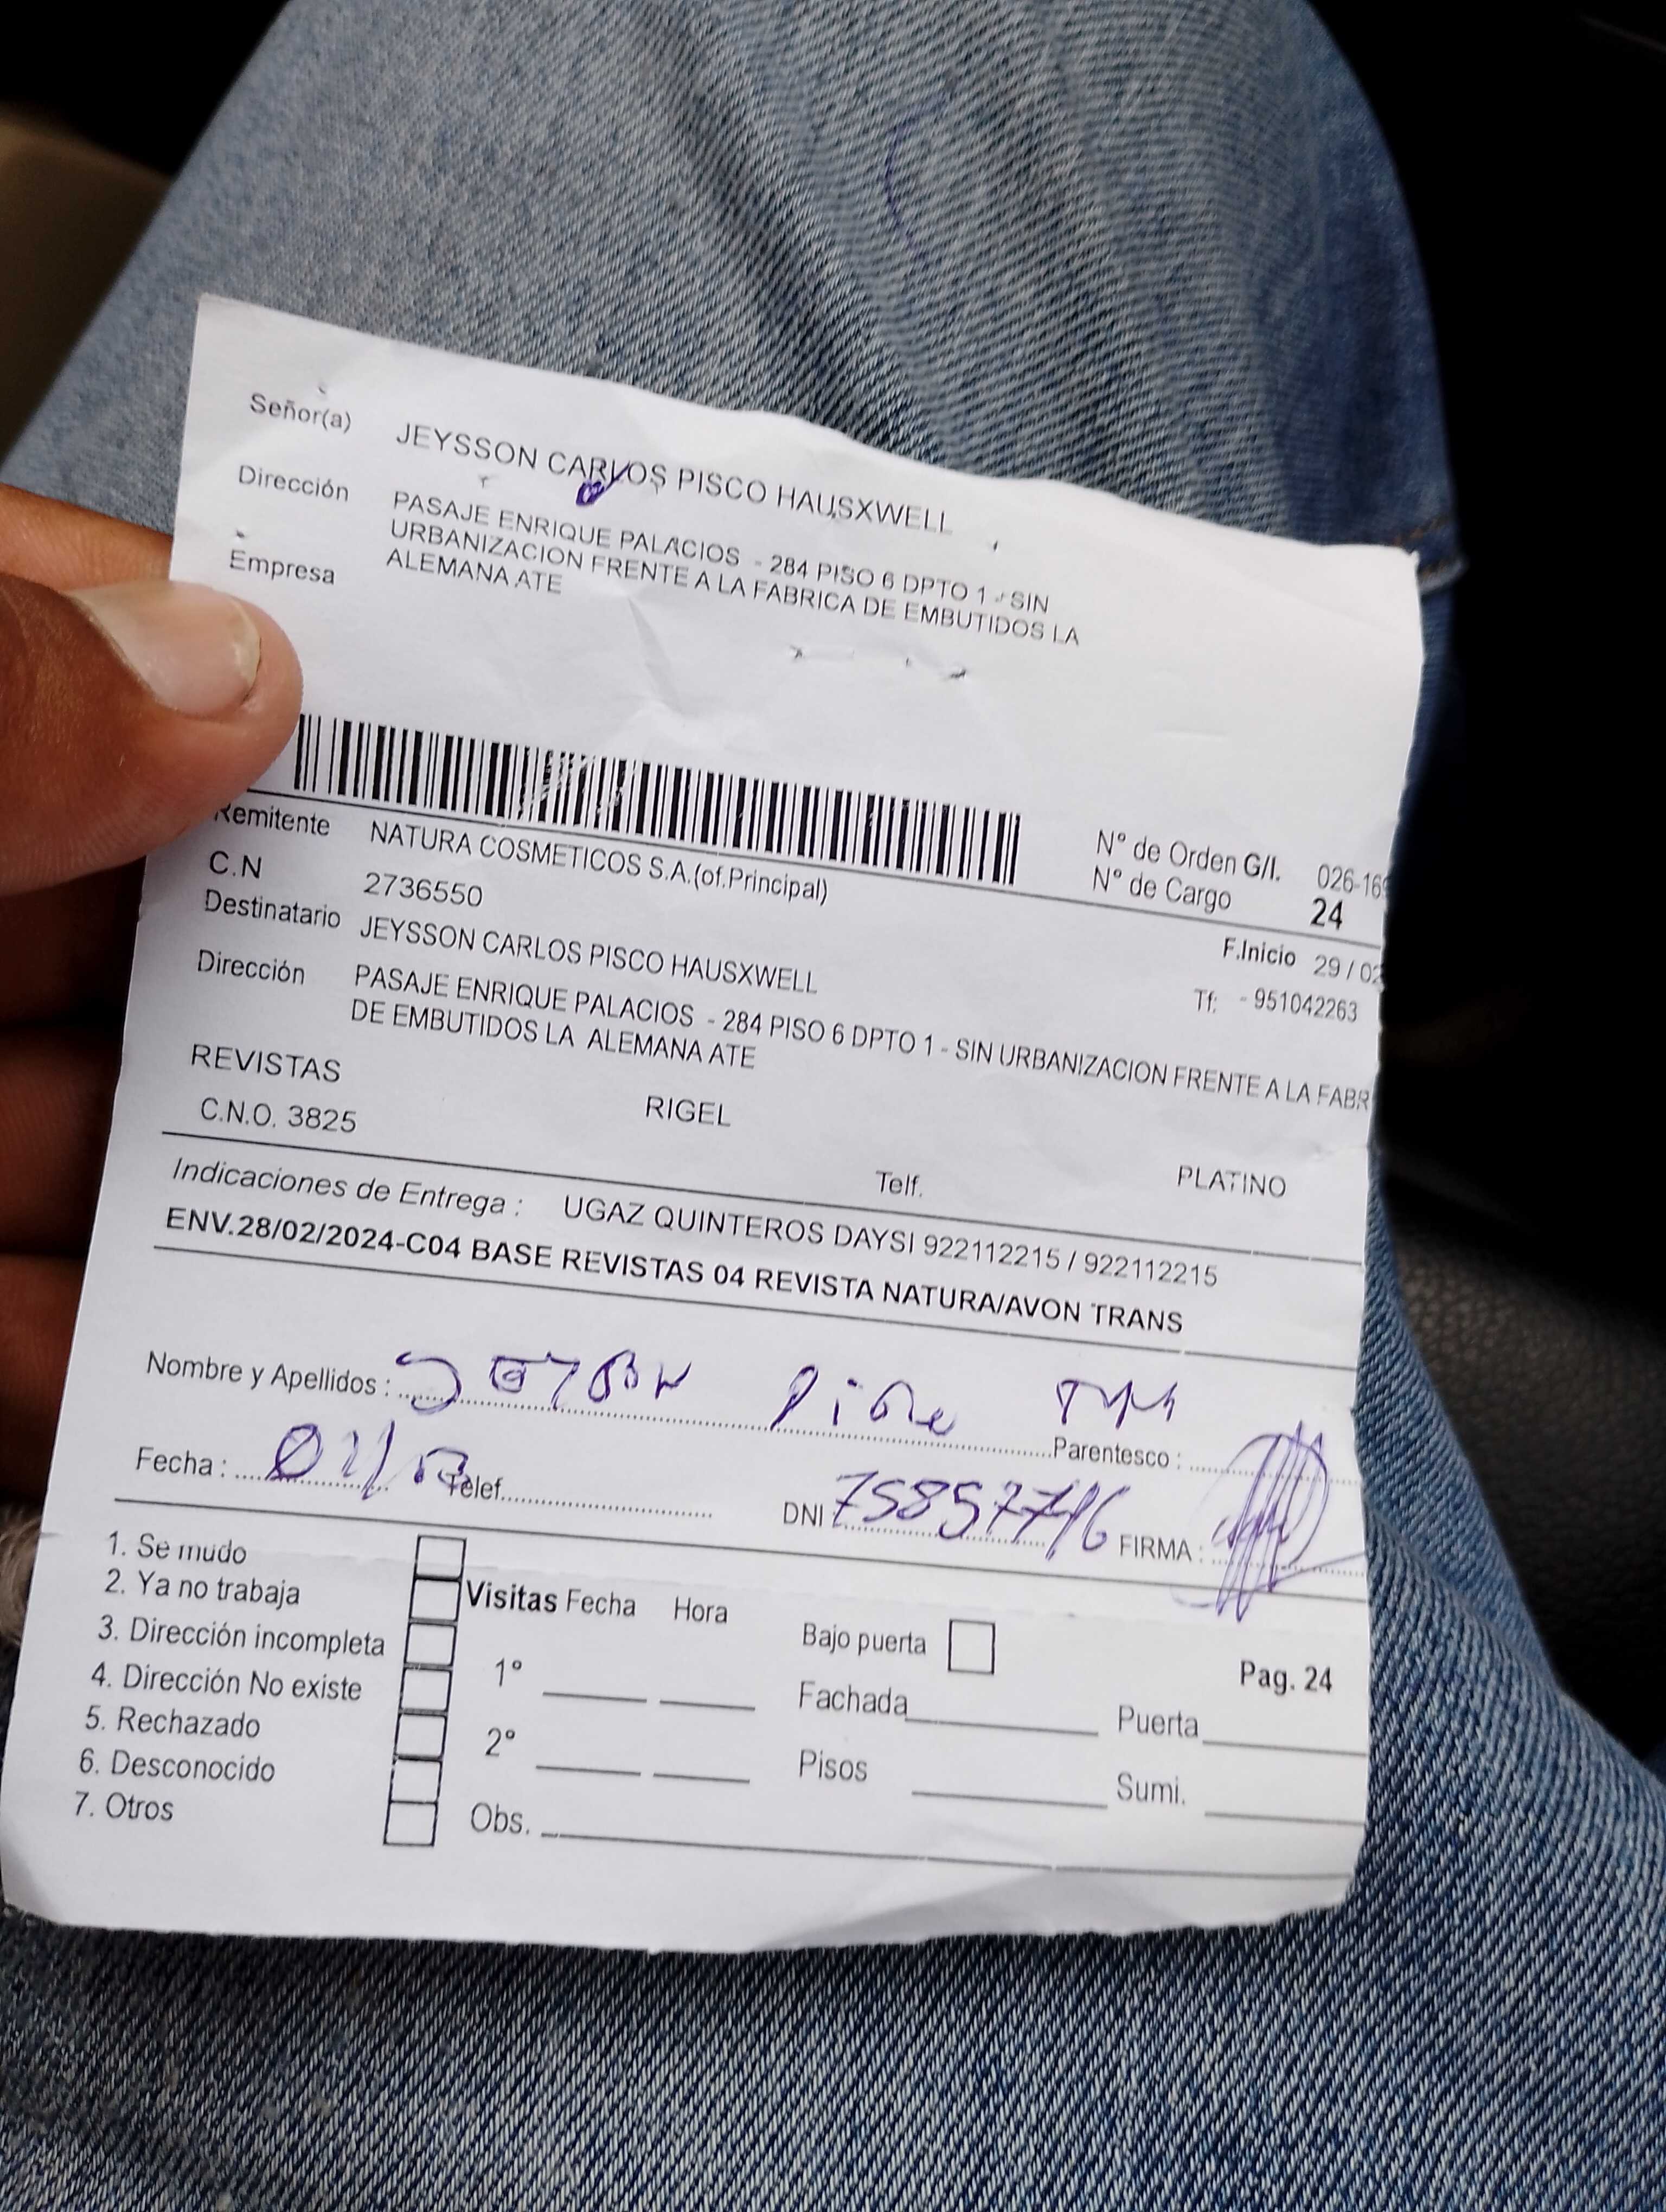 Señor(a) JEYSSON CARLOS PISCO HAUSXWELL
Dirección PASAJE ENRIQUE PALACIOS - 284 PISO 6 DPTO 1 - SIN
URBANIZACION FRENTE A LA FABRICA DE EMBUTIDOS LA
Empresa ALEMANA ATE
Nº de Orden G/I. 026-16
Remitente NATURA COSMETICOS S.A.(of.Principal) Nº de Cargo 24
C.N 2736550 F.Inicio 29 / 02
Destinatario JEYSSON CARLOS PISCO HAUSXWELL Tf: - 951042263
Dirección PASAJE ENRIQUE PALACIOS - 284 PISO 6 DPTO 1 - SIN URBANIZACION FRENTE A LA FABR
DE EMBUTIDOS LA ALEMANA ATE
REVISTAS RIGEL PLATINO
C.N.O. 3825 Telf.
Indicaciones de Entrega : UGAZ QUINTEROS DAYSI 922112215 / 922112215
ENV.28/02/2024-C04 BASE REVISTAS 04 REVISTA NATURA/AVON TRANS
Nombre y Apellidos : Parentesco :
Fecha : Telef. DNI FIRMA :
1. Se mudo
2. Ya no trabaja Visitas Fecha Hora Bajo puerta Pag. 24
3. Dirección incompleta
4. Dirección No existe 1º Fachada Puerta
5. Rechazado
6. Desconocido 2º Pisos Sumi.
7. Otros Obs.